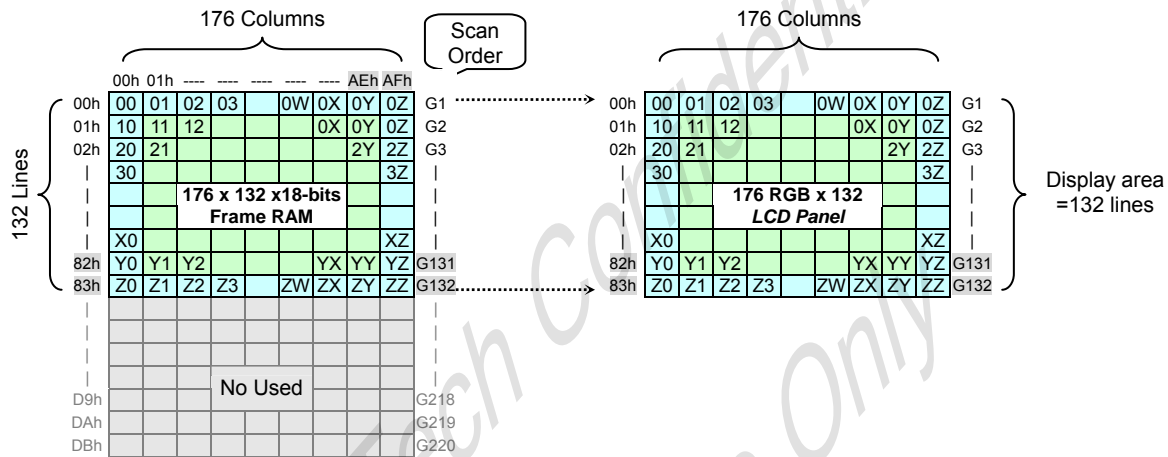 176 Columns
176 Columns
Scan
Order
00h 01h ---- ---- ---- ---- ---- AEh AFh
00h 00 01 02 03 0W 0X 0Y 0Z G1
01h 10 11 12 0X 0Y 0Z G2
02h 20 21 2Y 2Z G3
30 3Z
176 x 132 x18-bits
Frame RAM
X0 XZ
82h Y0 Y1 Y2 YX YY YZ G131
83h Z0 Z1 Z2 Z3 ZW ZX ZY ZZ G132
132 Lines
No Used
D9h G218
DAh G219
DBh G220
00h 00 01 02 03 0W 0X 0Y 0Z G1
01h 10 11 12 0X 0Y 0Z G2
02h 20 21 2Y 2Z G3
30 3Z
176 RGB x 132
LCD Panel
X0 XZ
82h Y0 Y1 Y2 YX YY YZ G131
83h Z0 Z1 Z2 Z3 ZW ZX ZY ZZ G132
Display area
=132 lines
Tech
Only